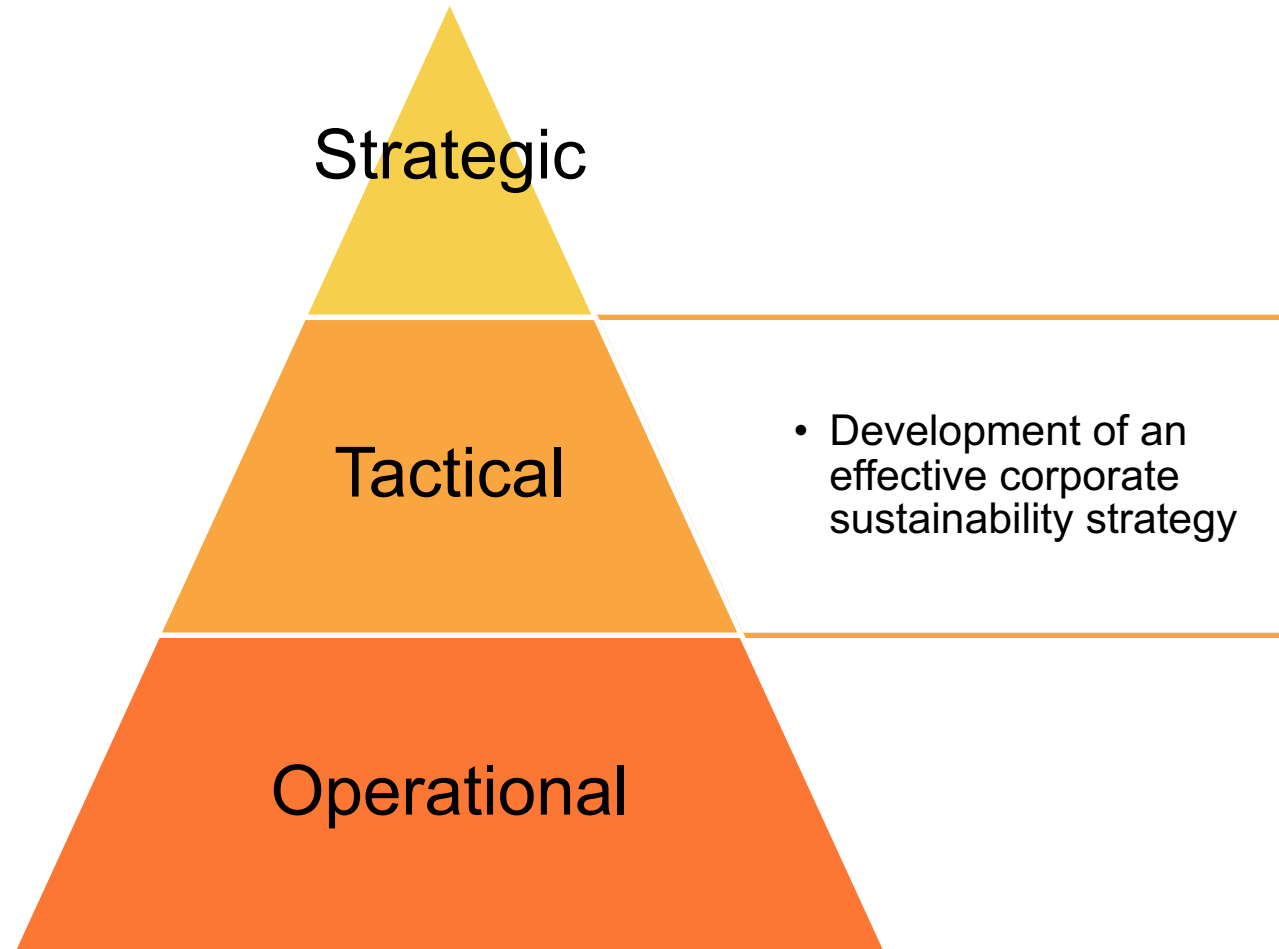 Strategic
Tactical
• Development of an
effective corporate
sustainability strategy
Operational